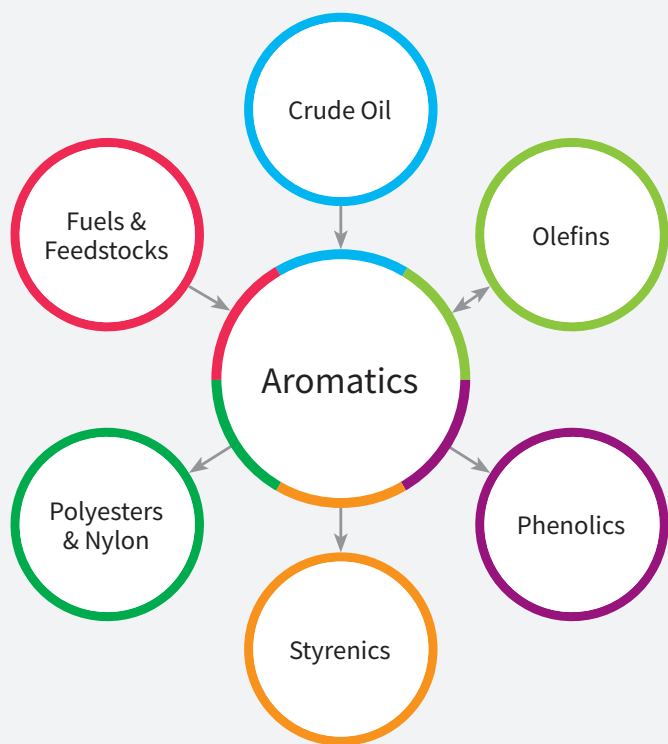 Crude Oil
Fuels &
Feedstocks
Olefins
Aromatics
Polyesters
& Nylon
Phenolics
Styrenics